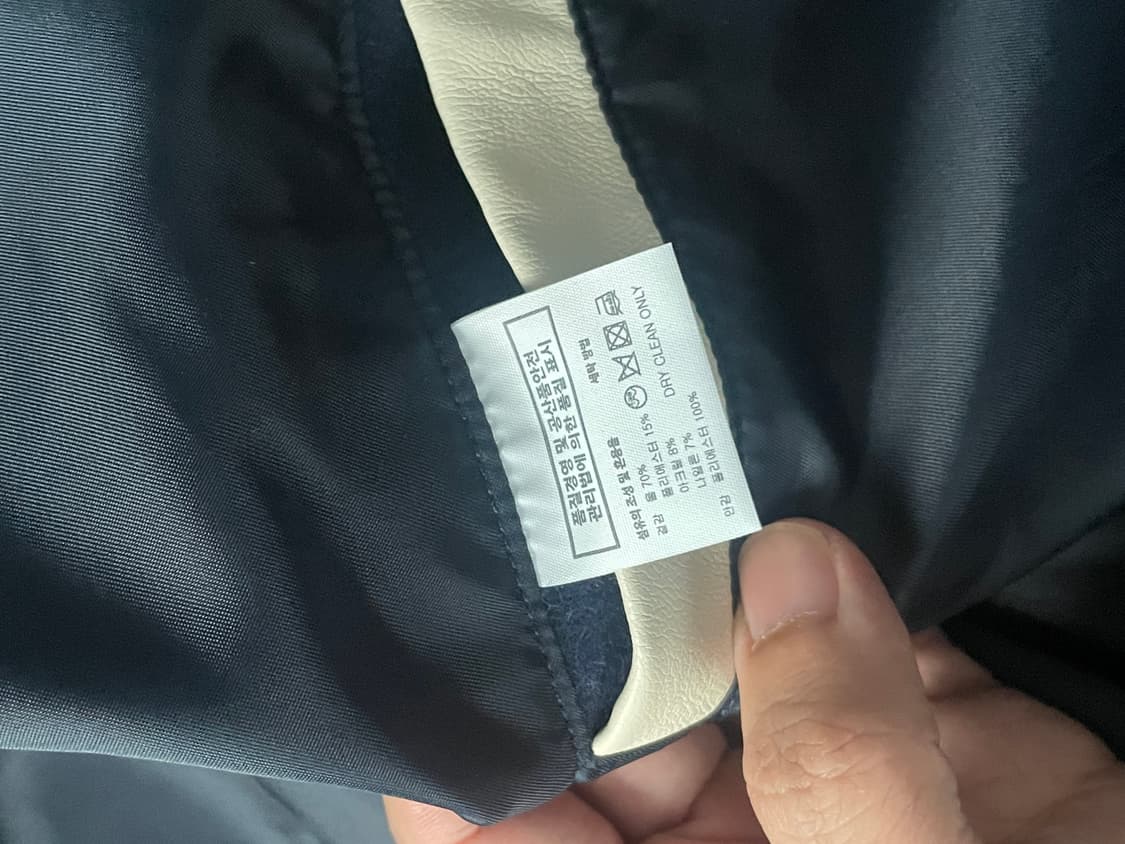 품질경영 및 공산품안전
관리법에 의한 품질 표시
섬유의 조성 및 혼용율
겉감 울 70%
폴리에스터 15%
아크릴 8%
나일론 7%
안감 폴리에스터 100%
세탁 방법
DRY CLEAN ONLY